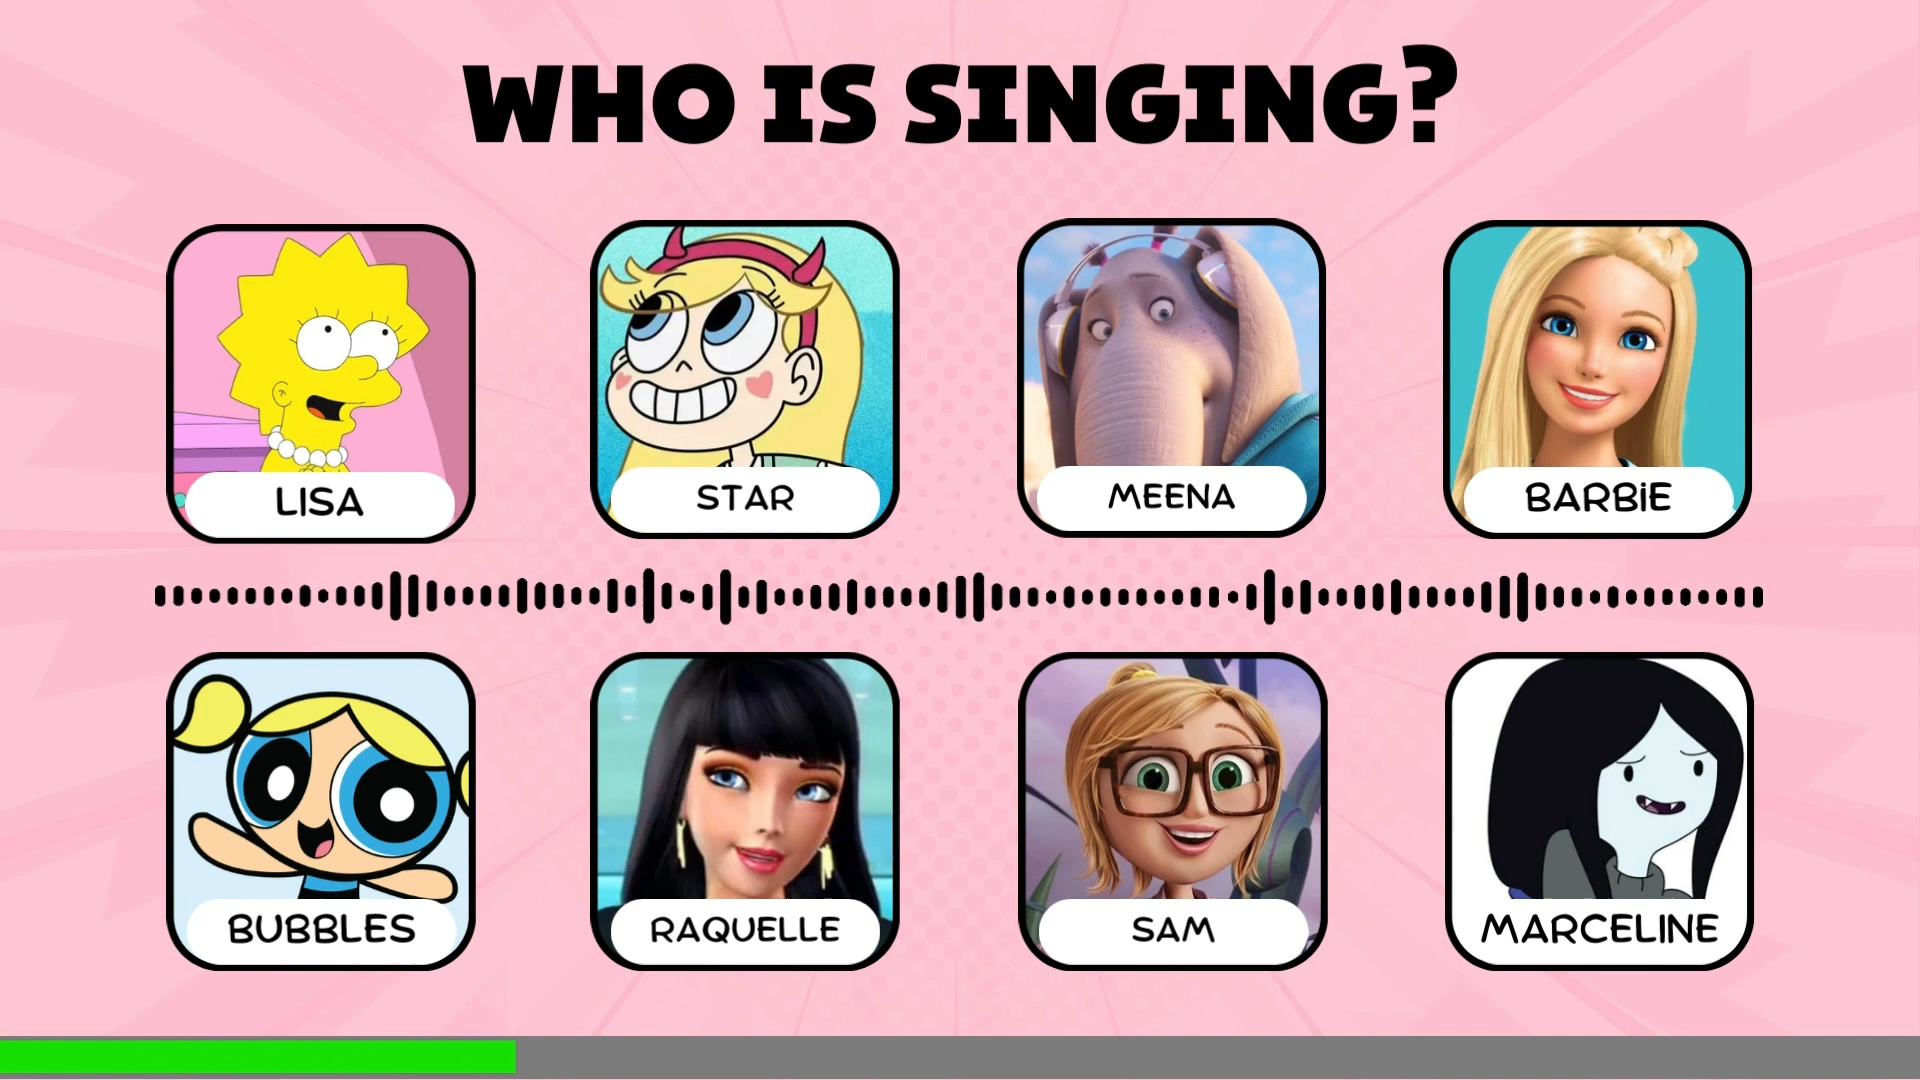 WHO IS SINGING?
LISA
STAR
MEENA
BARBiE
BUBBLES
RAQUELLE
SAM
MARCELINE